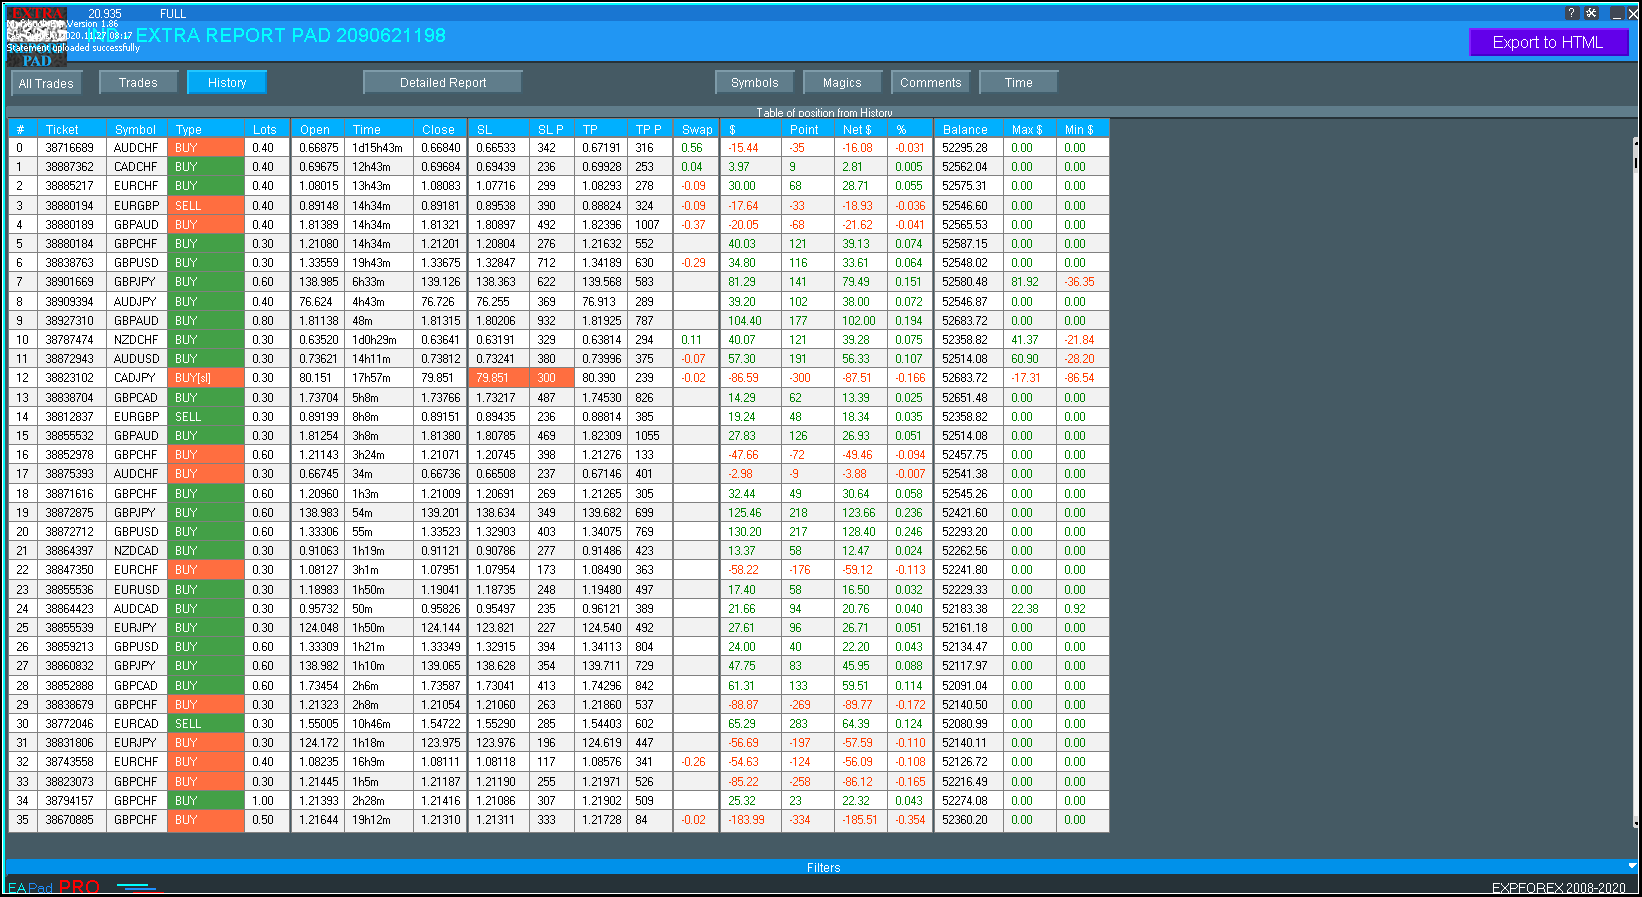 EXTRA 20.935 FULL ? _ X
Version 1.86
EXTRA REPORT PAD 2090621198
Statement uploaded successfully
PAD
Export to HTML
All Trades Trades History Detailed Report Symbols Magics Comments Time
Table of position from History
# Ticket Symbol Type Lots Open Time Close SL SL P TP TP P Swap $ Point Net $ % Balance Max $ Min $
0 38716689 AUDCHF BUY 0.40 0.66875 1d15h43m 0.66840 0.66533 342 0.67191 316 0.56 -15.44 -35 -16.08 -0.031 52295.28 0.00 0.00
1 38887362 CADCHF BUY 0.40 0.69675 12h43m 0.69684 0.69439 236 0.69928 253 0.04 3.97 9 2.81 0.005 52562.04 0.00 0.00
2 38885217 EURCHF BUY 0.40 1.08015 13h43m 1.08083 1.07716 299 1.08293 278 -0.09 30.00 68 28.71 0.055 52575.31 0.00 0.00
3 38880194 EURGBP SELL 0.40 0.89148 14h34m 0.89181 0.89538 390 0.88824 324 -0.09 -17.64 -33 -18.93 -0.036 52546.60 0.00 0.00
4 38880189 GBPAUD BUY 0.40 1.81389 14h34m 1.81321 1.80897 492 1.82396 1007 -0.37 -20.05 -68 -21.62 -0.041 52565.53 0.00 0.00
5 38880184 GBPCHF BUY 0.30 1.21080 14h34m 1.21201 1.20804 276 1.21632 552 40.03 121 39.13 0.074 52587.15 0.00 0.00
6 38838763 GBPUSD BUY 0.30 1.33559 19h43m 1.33675 1.32847 712 1.34189 630 -0.29 34.80 116 33.61 0.064 52548.02 0.00 0.00
7 38901669 GBPJPY BUY 0.60 138.985 6h33m 139.126 138.363 622 139.568 583 81.29 141 79.49 0.151 52580.48 81.92 -36.35
8 38909394 AUDJPY BUY 0.40 76.624 4h43m 76.726 76.255 369 76.913 289 39.20 102 38.00 0.072 52546.87 0.00 0.00
9 38927310 GBPAUD BUY 0.80 1.81138 48m 1.81315 1.80206 932 1.81925 787 104.40 177 102.00 0.194 52683.72 0.00 0.00
10 38787474 NZDCHF BUY 0.30 0.63520 1d0h29m 0.63641 0.63191 329 0.63814 294 0.11 40.07 121 39.28 0.075 52358.82 41.37 -21.84
11 38872943 AUDUSD BUY 0.30 0.73621 14h11m 0.73812 0.73241 380 0.73996 375 -0.07 57.30 191 56.33 0.107 52514.08 60.90 -28.20
12 38823102 CADJPY BUY[sl] 0.30 80.151 17h57m 79.851 79.851 300 80.390 239 -0.02 -86.59 -300 -87.51 -0.166 52683.72 -17.31 -86.54
13 38838704 GBPCAD BUY 0.30 1.73704 5h8m 1.73766 1.73217 487 1.74530 826 14.29 62 13.39 0.025 52651.48 0.00 0.00
14 38812837 EURGBP SELL 0.30 0.89199 8h8m 0.89151 0.89435 236 0.88814 385 19.24 48 18.34 0.035 52358.82 0.00 0.00
15 38855532 GBPAUD BUY 0.30 1.81254 3h8m 1.81380 1.80785 469 1.82309 1055 27.83 126 26.93 0.051 52514.08 0.00 0.00
16 38852978 GBPCHF BUY 0.60 1.21143 3h24m 1.21071 1.20745 398 1.21276 133 -47.66 -72 -49.46 -0.094 52457.75 0.00 0.00
17 38875393 AUDCHF BUY 0.30 0.66745 34m 0.66736 0.66508 237 0.67146 401 -2.98 -9 -3.88 -0.007 52541.38 0.00 0.00
18 38871616 GBPCHF BUY 0.60 1.20960 1h3m 1.21009 1.20691 269 1.21265 305 32.44 49 30.64 0.058 52545.26 0.00 0.00
19 38872875 GBPJPY BUY 0.60 138.983 54m 139.201 138.634 349 139.682 699 125.46 218 123.66 0.236 52421.60 0.00 0.00
20 38872712 GBPUSD BUY 0.60 1.33306 55m 1.33523 1.32903 403 1.34075 769 130.20 217 128.40 0.246 52293.20 0.00 0.00
21 38864397 NZDCAD BUY 0.30 0.91063 1h19m 0.91121 0.90786 277 0.91486 423 13.37 58 12.47 0.024 52262.56 0.00 0.00
22 38847350 EURCHF BUY 0.30 1.08127 3h1m 1.07951 1.07954 173 1.08490 363 -58.22 -176 -59.12 -0.113 52241.80 0.00 0.00
23 38855536 EURUSD BUY 0.30 1.18983 1h50m 1.19041 1.18735 248 1.19480 497 17.40 58 16.50 0.032 52229.33 0.00 0.00
24 38864423 AUDCAD BUY 0.30 0.95732 50m 0.95826 0.95497 235 0.96121 389 21.66 94 20.76 0.040 52183.38 22.38 0.92
25 38855539 EURJPY BUY 0.30 124.048 1h50m 124.144 123.821 227 124.540 492 27.61 96 26.71 0.051 52161.18 0.00 0.00
26 38859213 GBPUSD BUY 0.60 1.33309 1h21m 1.33349 1.32915 394 1.34113 804 24.00 40 22.20 0.043 52134.47 0.00 0.00
27 38860832 GBPJPY BUY 0.60 138.982 1h10m 139.065 138.628 354 139.711 729 47.75 83 45.95 0.088 52117.97 0.00 0.00
28 38852888 GBPCAD BUY 0.60 1.73454 2h6m 1.73587 1.73041 413 1.74296 842 61.31 133 59.51 0.114 52091.04 0.00 0.00
29 38838679 GBPCHF BUY 0.30 1.21323 2h8m 1.21054 1.21060 263 1.21860 537 -88.87 -269 -89.77 -0.172 52140.50 0.00 0.00
30 38772046 EURCAD SELL 0.30 1.55005 10h46m 1.54722 1.55290 285 1.54403 602 65.29 283 64.39 0.124 52080.99 0.00 0.00
31 38831806 EURJPY BUY 0.30 124.172 1h18m 123.975 123.976 196 124.619 447 -56.69 -197 -57.59 -0.110 52140.11 0.00 0.00
32 38743558 EURCHF BUY 0.40 1.08235 16h9m 1.08111 1.08118 117 1.08576 341 -0.26 -54.63 -124 -56.09 -0.108 52126.72 0.00 0.00
33 38823073 GBPCHF BUY 0.30 1.21445 1h5m 1.21187 1.21190 255 1.21971 526 -85.22 -258 -86.12 -0.165 52216.49 0.00 0.00
34 38794157 GBPCHF BUY 1.00 1.21393 2h28m 1.21416 1.21086 307 1.21902 509 25.32 23 22.32 0.043 52274.08 0.00 0.00
35 38670885 GBPCHF BUY 0.50 1.21644 19h12m 1.21310 1.21311 333 1.21728 84 -0.02 -183.99 -334 -185.51 -0.354 52360.20 0.00 0.00
Filters
EAPad PRO EXPFOREX 2008-2020